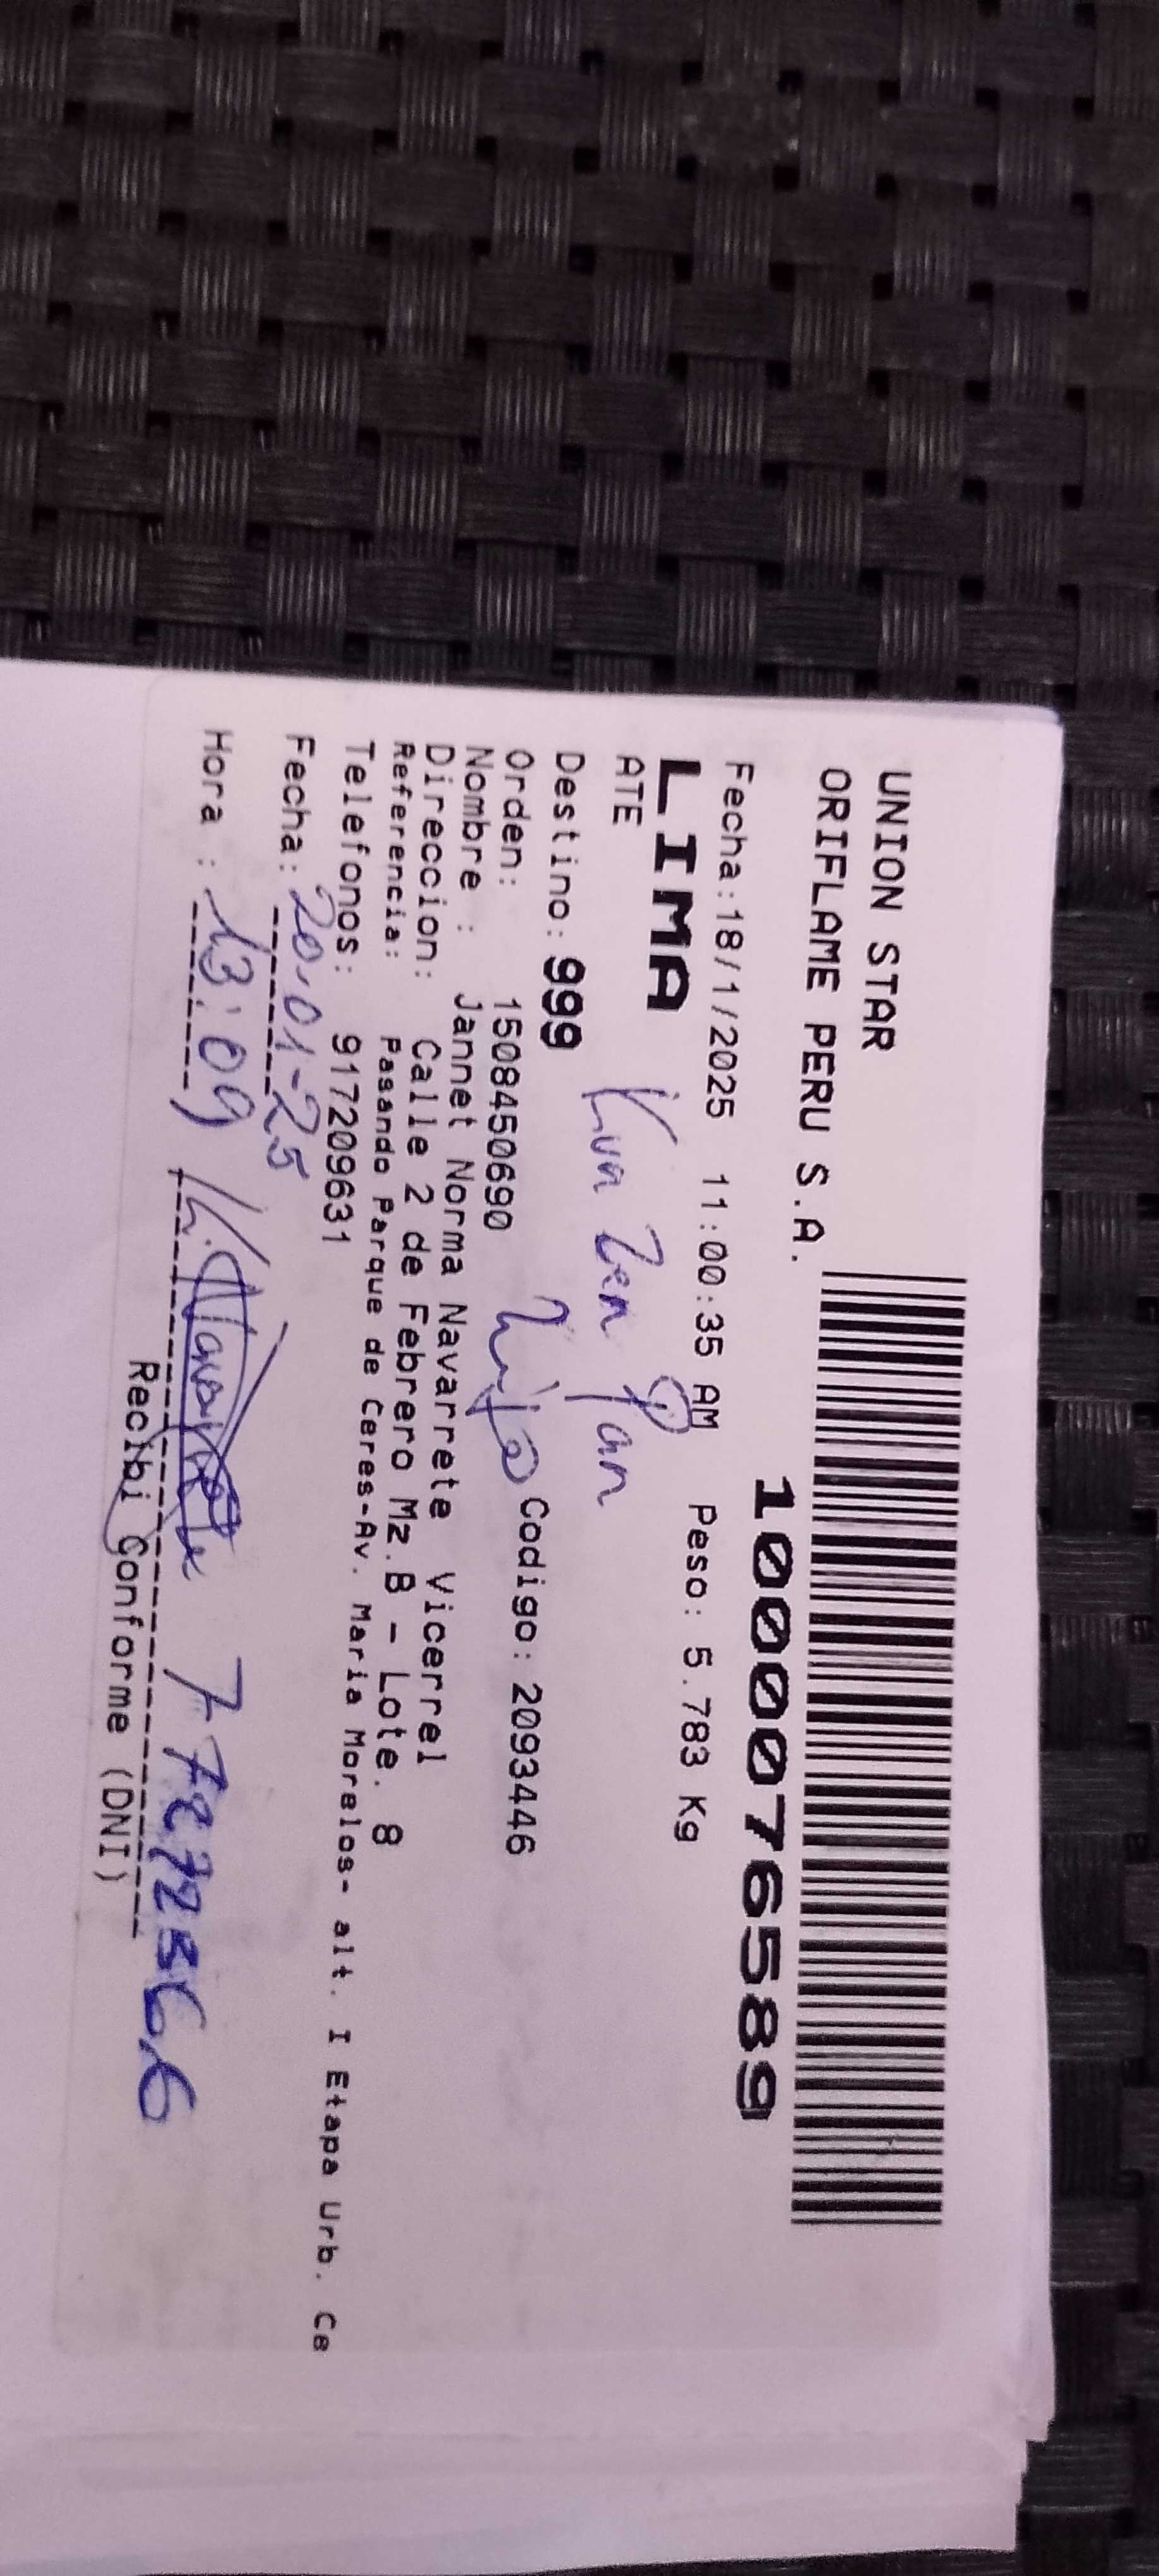 UNION STAR
ORIFLAME PERU S.A.
1000076589
Fecha:18/1/2025 11:00:35 AM Peso: 5.783 Kg
LIMA
ATE
Destino: 999
Orden: 1508450690 Codigo: 2093446
Nombre : Jannet Norma Navarrete Vicerrel
Direccion: Calle 2 de Febrero Mz.B - Lote. 8
Referencia: Pasando Parque de Ceres-Av. Maria Morelos- alt. I Etapa Urb. Ce
Telefonos: 917209631
Fecha: 20-01-25
Hora : 13:09
Recibi Conforme (DNI)